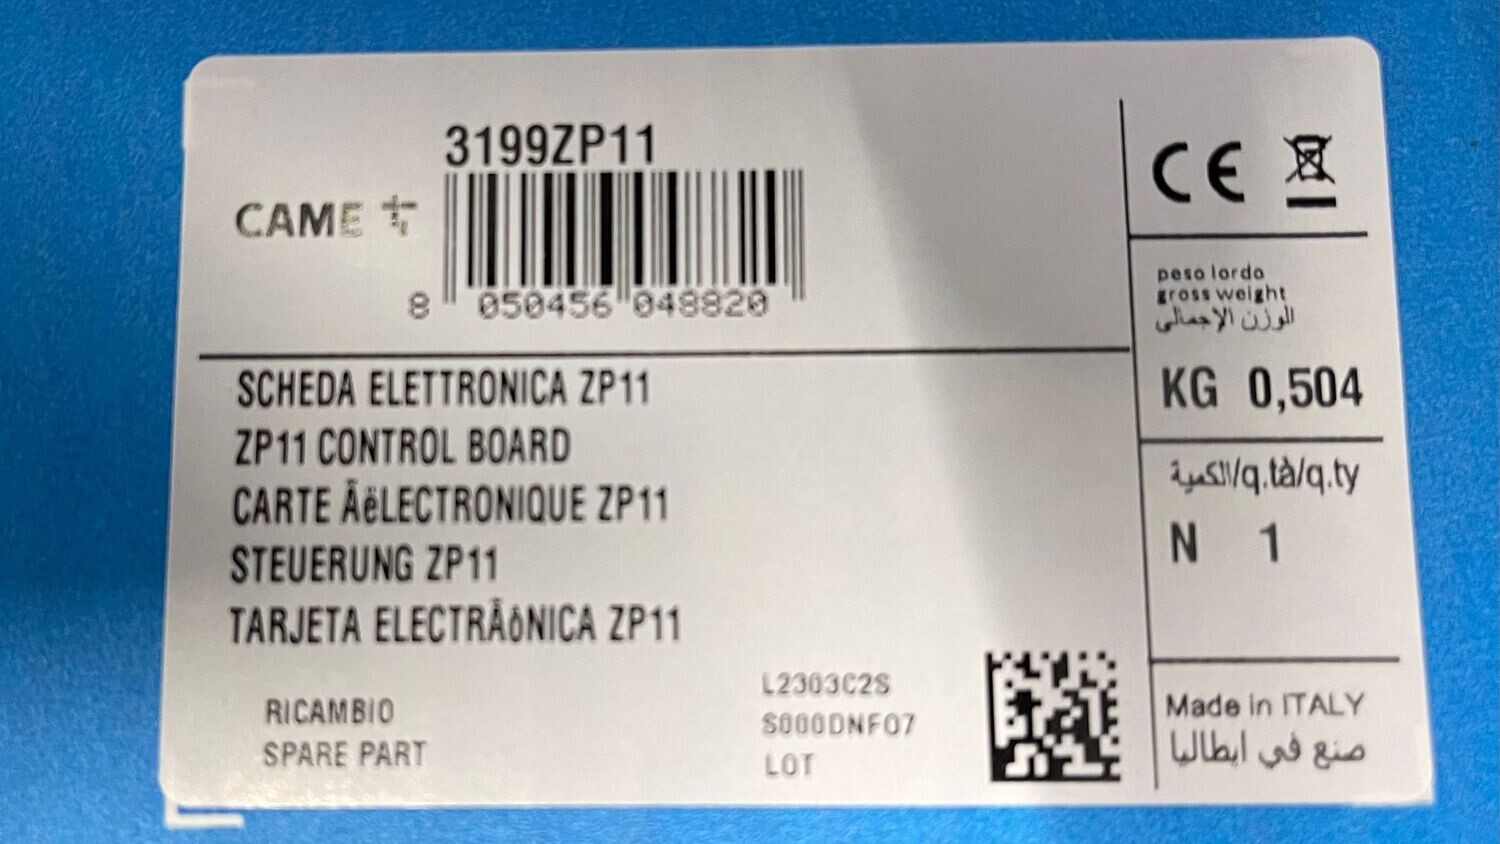 3199ZP11
CAME
8 050456 048820
SCHEDA ELETTRONICA ZP11
ZP11 CONTROL BOARD
CARTE ÃëLECTRONIQUE ZP11
STEUERUNG ZP11
TARJETA ELECTRÃôNICA ZP11
RICAMBIO
SPARE PART
L2303C2S
S000DNF07
LOT
CE
peso lordo
gross weight
الوزن الإجمالي
KG 0,504
الكمية/q.tà/q.ty
N 1
Made in ITALY
صنع في ايطاليا